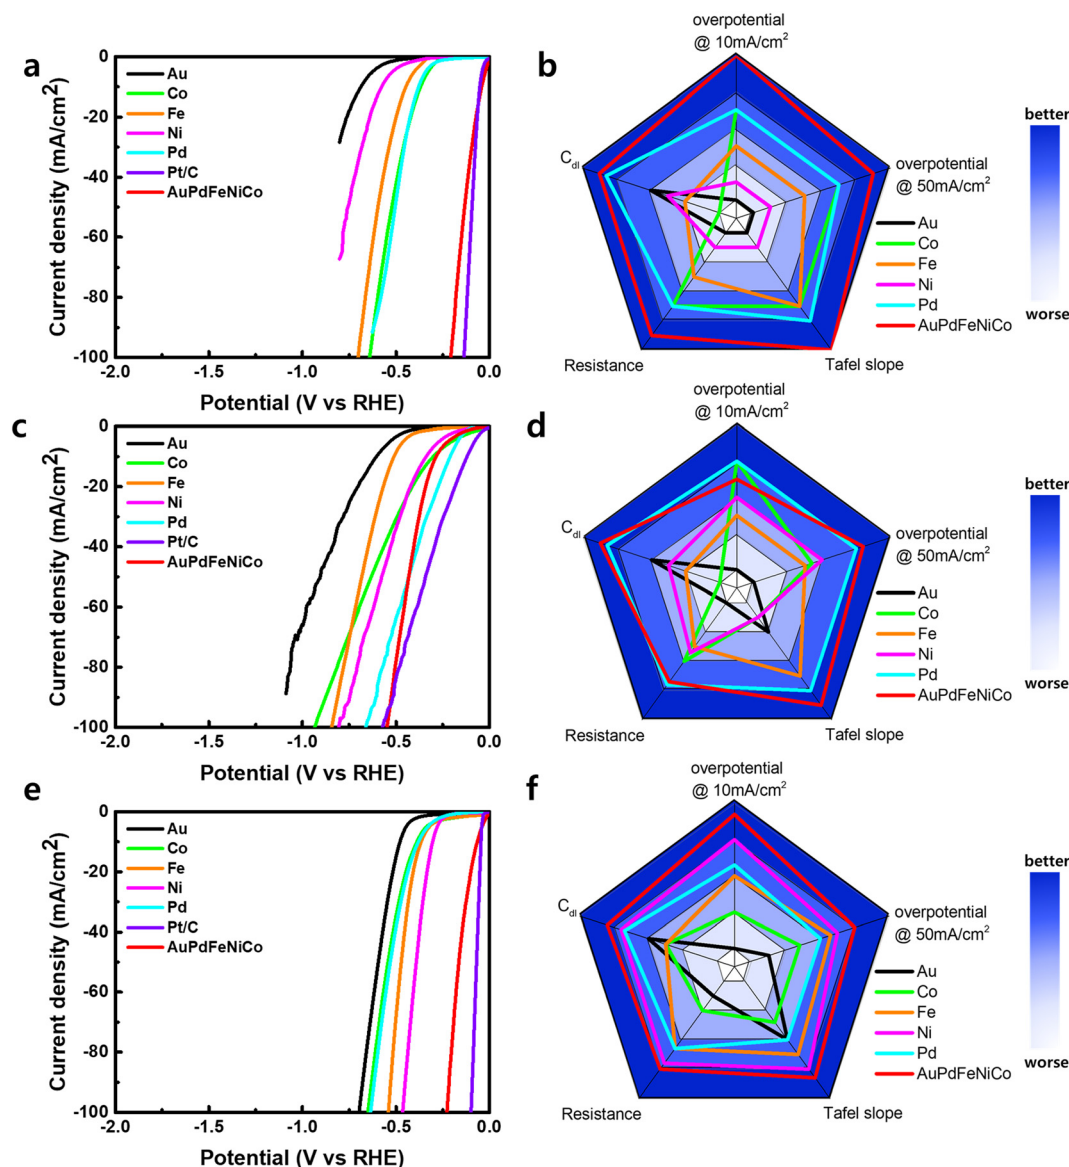 a
0
-20
-40
-60
-80
-100
Current density (mA/cm2)
Au
Co
Fe
Ni
Pd
Pt/C
AuPdFeNiCo
-2.0 -1.5 -1.0 -0.5 0.0
Potential (V vs RHE)
b
overpotential
@ 10mA/cm²
C dl
overpotential
@ 50mA/cm²
Au
Co
Fe
Ni
Pd
AuPdFeNiCo
Resistance
Tafel slope
better
worse
c
0
-20
-40
-60
-80
-100
Current density (mA/cm2)
Au
Co
Fe
Ni
Pd
Pt/C
AuPdFeNiCo
-2.0 -1.5 -1.0 -0.5 0.0
Potential (V vs RHE)
d
overpotential
@ 10mA/cm²
C dl
overpotential
@ 50mA/cm²
Au
Co
Fe
Ni
Pd
AuPdFeNiCo
Resistance
Tafel slope
better
worse
e
0
-20
-40
-60
-80
-100
Current density (mA/cm2)
Au
Co
Fe
Ni
Pd
Pt/C
AuPdFeNiCo
-2.0 -1.5 -1.0 -0.5 0.0
Potential (V vs RHE)
f
overpotential
@ 10mA/cm²
C dl
overpotential
@ 50mA/cm²
Au
Co
Fe
Ni
Pd
AuPdFeNiCo
Resistance
Tafel slope
better
worse